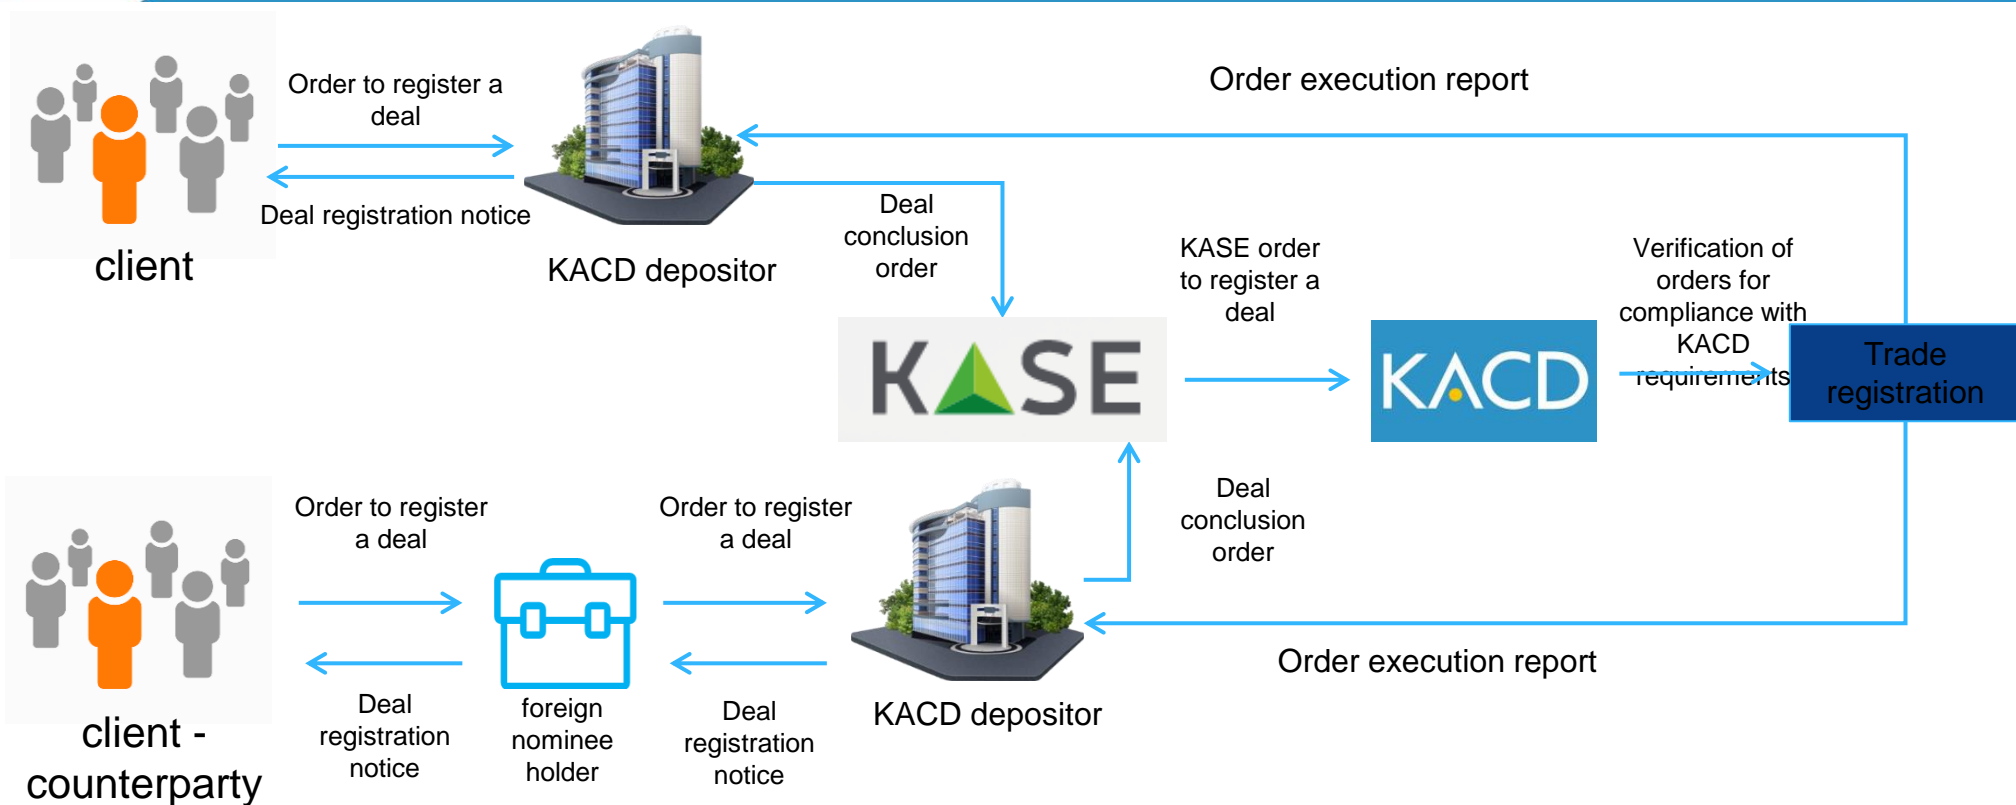 Order to register a
deal
Deal registration notice
client
KACD depositor
Order execution report
Deal
conclusion
order
KASE order
to register a
deal
Verification of
orders for
compliance with
KACD
requirements
KASE
KACD
Trade
registration
Order to register
a deal
Order to register
a deal
Deal
conclusion
order
Order execution report
Deal
registration
notice
foreign
nominee
holder
Deal
registration
notice
KACD depositor
client -
counterparty